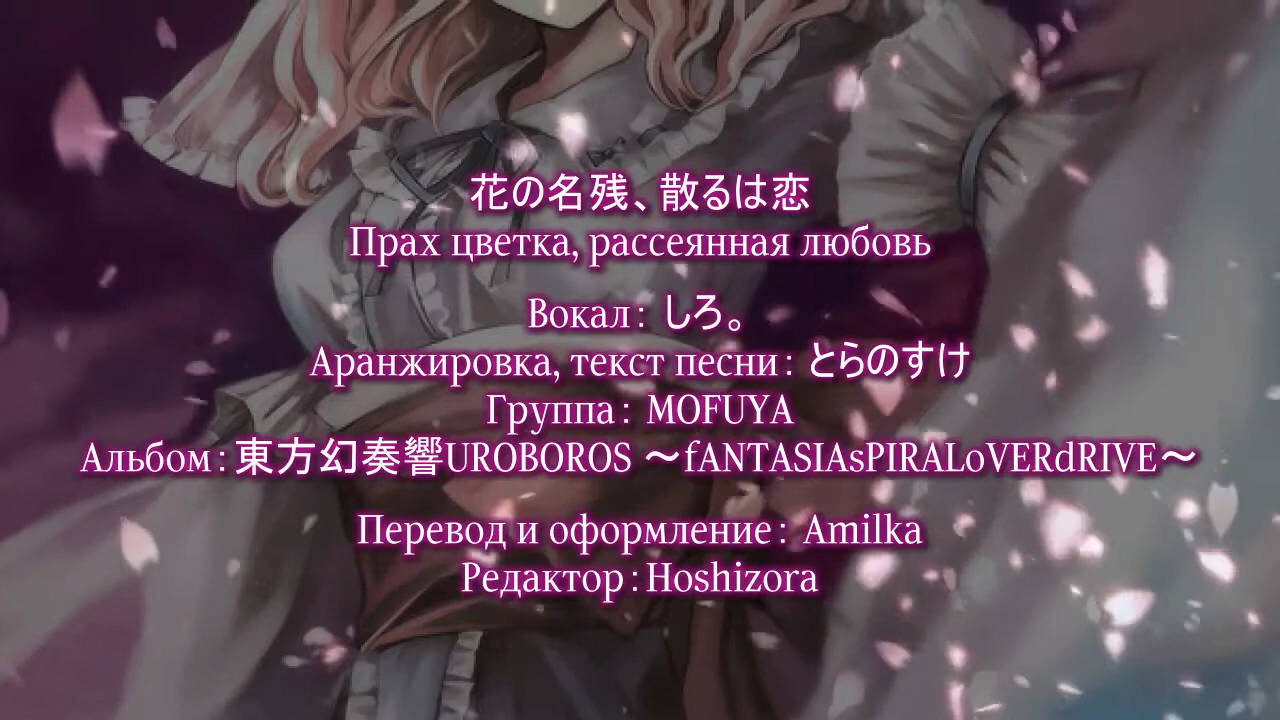 花の名残、散るは恋
Прах цветка, рассеянная любовь
Вокал: しろ。
Аранжировка, текст песни: とらのすけ
Группа: MOFUYA
Альбом: 東方幻奏響UROBOROS ～fANTASIAsPIRALoVERdRIVE～
Перевод и оформление: Amilka
Редактор: Hoshizora